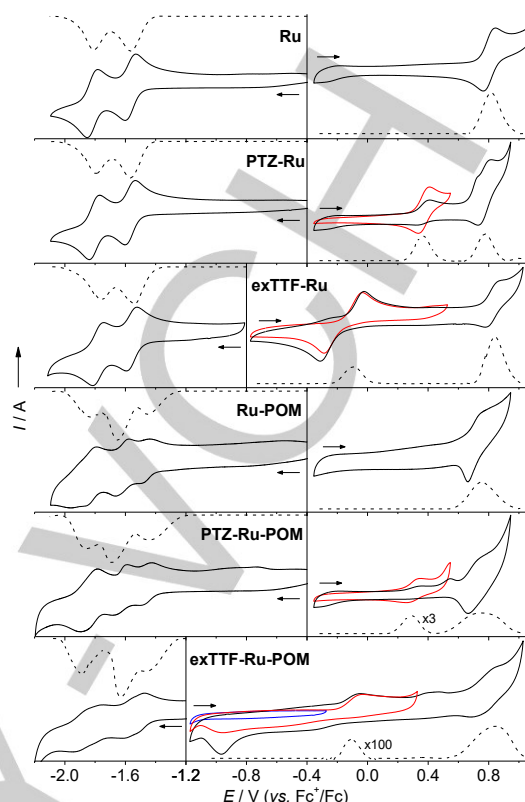 Ru
PTZ-Ru
exTTF-Ru
Ru-POM
PTZ-Ru-POM
x3
exTTF-Ru-POM
x100
I / A
-2.0 -1.6 -1.2 -0.8 -0.4 0.0 0.4 0.8
E / V (vs. Fc⁺/Fc)